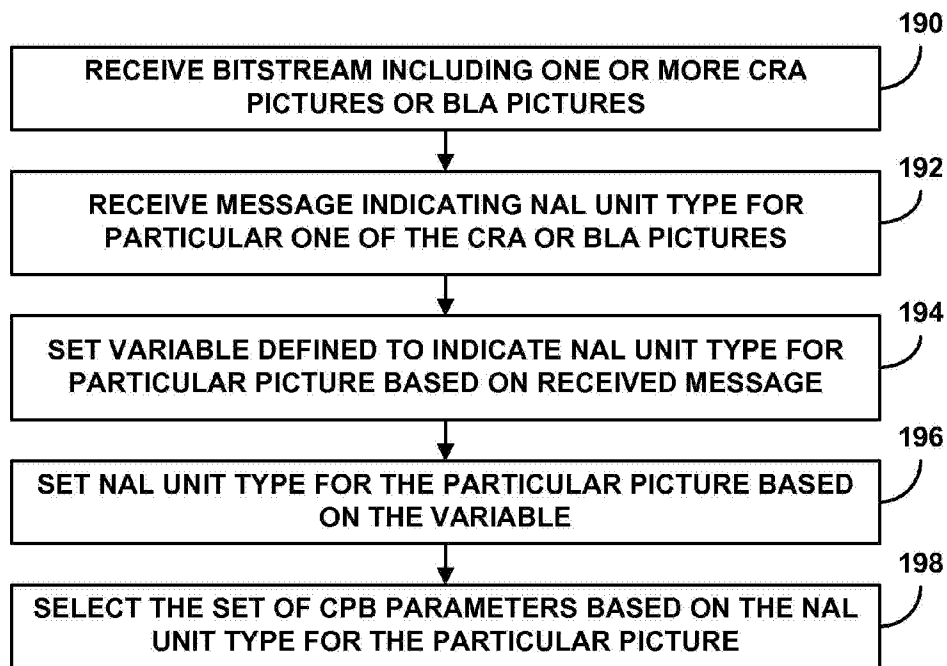 190
RECEIVE BITSTREAM INCLUDING ONE OR MORE CRA
PICTURES OR BLA PICTURES
192
RECEIVE MESSAGE INDICATING NAL UNIT TYPE FOR
PARTICULAR ONE OF THE CRA OR BLA PICTURES
194
SET VARIABLE DEFINED TO INDICATE NAL UNIT TYPE FOR
PARTICULAR PICTURE BASED ON RECEIVED MESSAGE
196
SET NAL UNIT TYPE FOR THE PARTICULAR PICTURE BASED
ON THE VARIABLE
198
SELECT THE SET OF CPB PARAMETERS BASED ON THE NAL
UNIT TYPE FOR THE PARTICULAR PICTURE